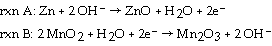 rxn A: Zn + 2 OH⁻ → ZnO + H₂O + 2e⁻
rxn B: 2 MnO₂ + H₂O + 2e⁻ → Mn₂O₃ + 2 OH⁻